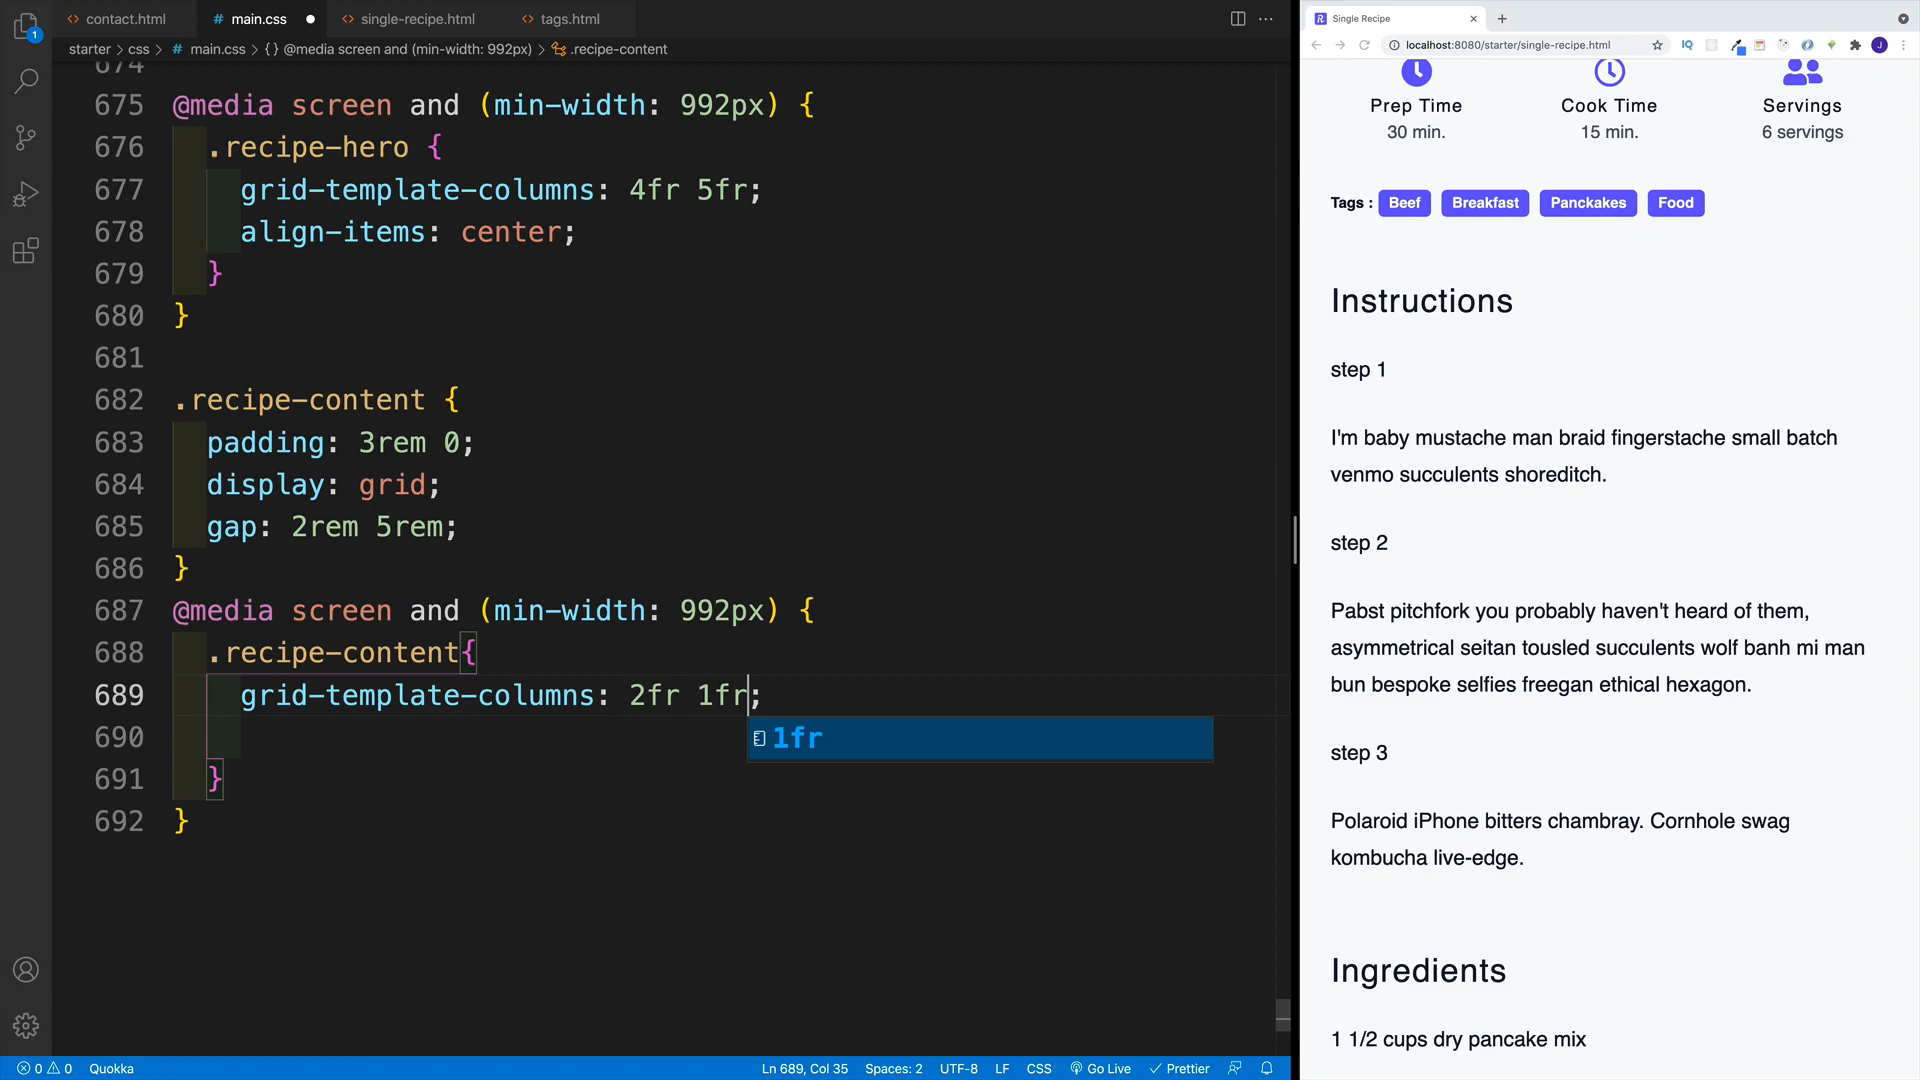 contact.html
main.css
single-recipe.html
tags.html
starter > css > # main.css > {} @media screen and (min-width: 992px) > .recipe-content
1
674
675 @media screen and (min-width: 992px) {
676 .recipe-hero {
677 grid-template-columns: 4fr 5fr;
678 align-items: center;
679 }
680 }
681
682 .recipe-content {
683 padding: 3rem 0;
684 display: grid;
685 gap: 2rem 5rem;
686 }
687 @media screen and (min-width: 992px) {
688 .recipe-content{
689 grid-template-columns: 2fr 1fr;
690
1fr
691 }
692 }
0 0 Quokka Ln 689, Col 35 Spaces: 2 UTF-8 LF CSS Go Live Prettier
Single Recipe
localhost:8080/starter/single-recipe.html
IQ
J
Prep Time
30 min.
Cook Time
15 min.
Servings
6 servings
Tags : Beef Breakfast Panckakes Food
Instructions
step 1
I'm baby mustache man braid fingerstache small batch
venmo succulents shoreditch.
step 2
Pabst pitchfork you probably haven't heard of them,
asymmetrical seitan tousled succulents wolf banh mi man
bun bespoke selfies freegan ethical hexagon.
step 3
Polaroid iPhone bitters chambray. Cornhole swag
kombucha live-edge.
Ingredients
1 1/2 cups dry pancake mix